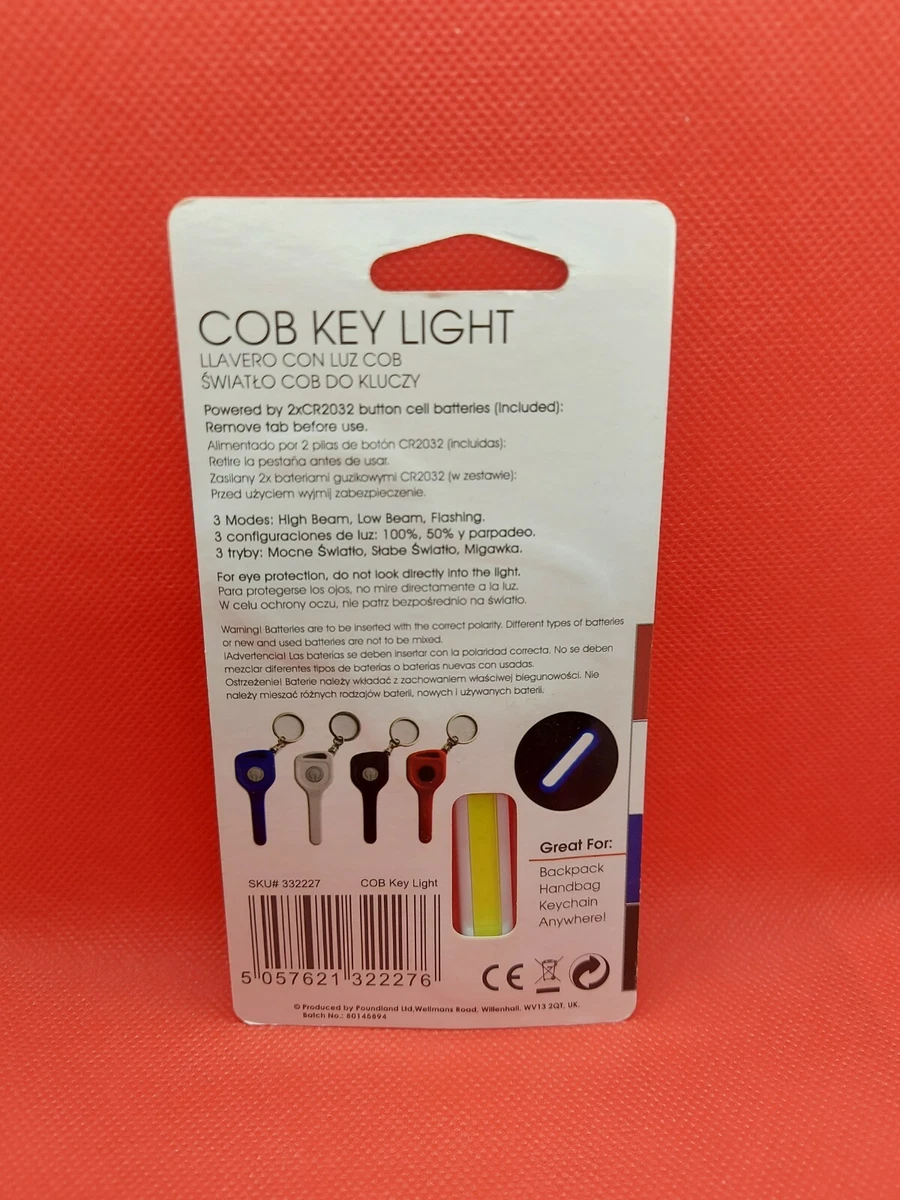 COB KEY LIGHT
LLAVERO CON LUZ COB
ŚWIATŁO COB DO KLUCZY
Powered by 2xCR2032 button cell batteries (Included):
Remove tab before use.
Alimentado por 2 pilas de botón CR2032 (incluidas):
Retire la pestaña antes de usar.
Zasilany 2x bateriami guzikowymi CR2032 (w zestawie):
Przed użyciem wyjmij zabezpieczenie.
3 Modes: High Beam, Low Beam, Flashing.
3 configuraciones de luz: 100%, 50% y parpadeo.
3 tryby: Mocne Światło, Słabe Światło, Migawka.
For eye protection, do not look directly into the light.
Para protegerse los ojos, no mire directamente a la luz.
W celu ochrony oczu, nie patrz bezpośrednio na światło.
Warning! Batteries are to be inserted with the correct polarity. Different types of batteries
or new and used batteries are not to be mixed.
¡Advertencia! Las baterías se deben insertar con la polaridad correcta. No se deben
mezclar diferentes tipos de baterías o baterías nuevas con usadas.
Ostrzeżenie! Baterie należy wkładać z zachowaniem właściwej biegunowości. Nie
należy mieszać różnych rodzajów baterii, nowych i używanych baterii.
Great For:
Backpack
Handbag
Keychain
Anywhere!
SKU# 332227 COB Key Light
5 057621 322276
CE
© Produced by Poundland Ltd, Wellmans Road, Willenhall, WV13 2QT, UK.
Batch No.: 80145894